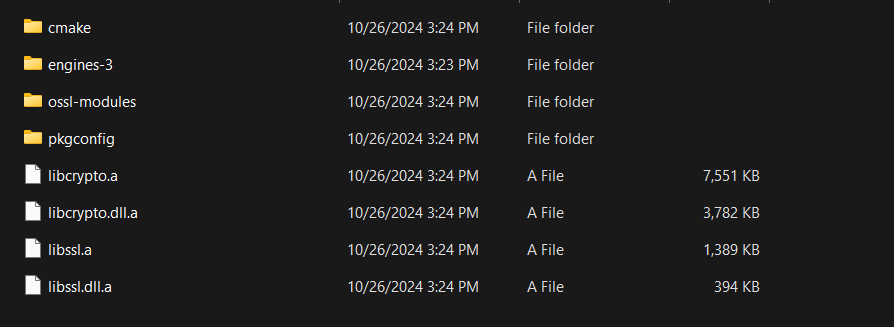 cmake 10/26/2024 3:24 PM File folder
engines-3 10/26/2024 3:23 PM File folder
ossl-modules 10/26/2024 3:24 PM File folder
pkgconfig 10/26/2024 3:24 PM File folder
libcrypto.a 10/26/2024 3:24 PM A File 7,551 KB
libcrypto.dll.a 10/26/2024 3:24 PM A File 3,782 KB
libssl.a 10/26/2024 3:24 PM A File 1,389 KB
libssl.dll.a 10/26/2024 3:24 PM A File 394 KB